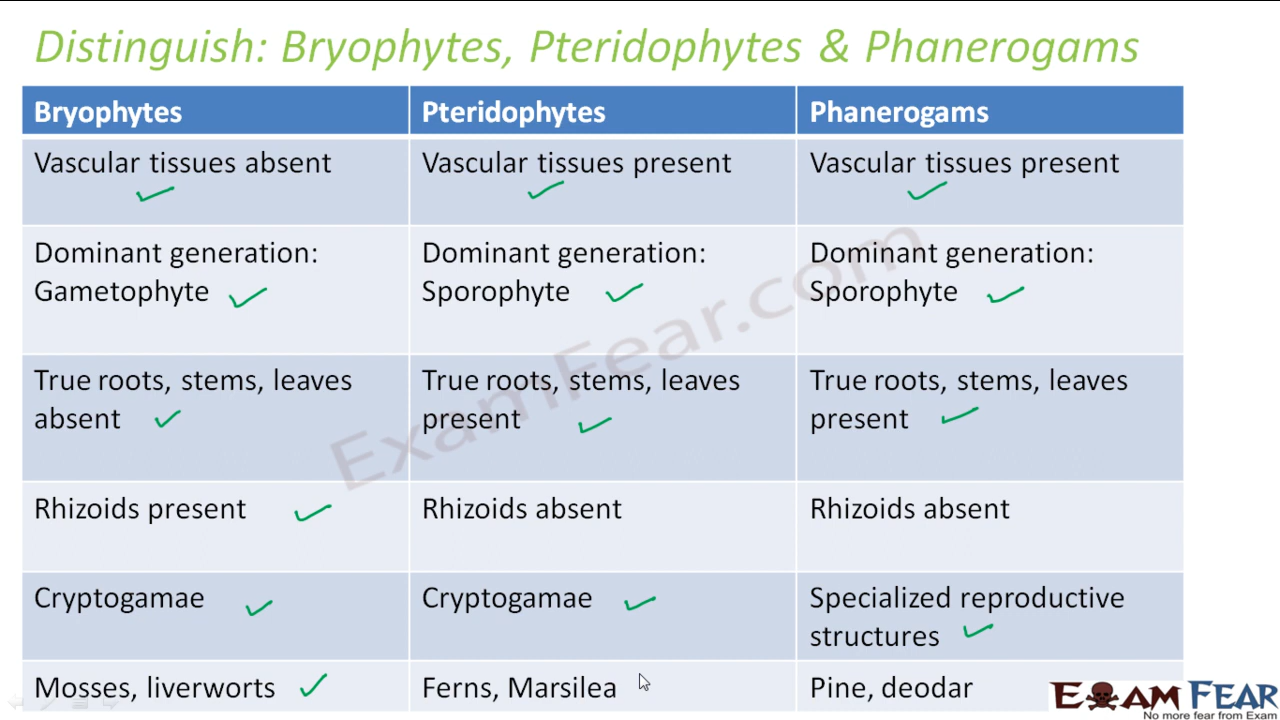 Distinguish: Bryophytes, Pteridophytes & Phanerogams
Bryophytes Pteridophytes Phanerogams
Vascular tissues absent Vascular tissues present Vascular tissues present
Dominant generation: Dominant generation: Dominant generation:
Gametophyte Sporophyte Sporophyte
True roots, stems, leaves True roots, stems, leaves True roots, stems, leaves
absent present present
Rhizoids present Rhizoids absent Rhizoids absent
Cryptogamae Cryptogamae Specialized reproductive
structures
Mosses, liverworts Ferns, Marsilea Pine, deodar
ExamFear.com
EXAM FEAR
No more fear from Exam